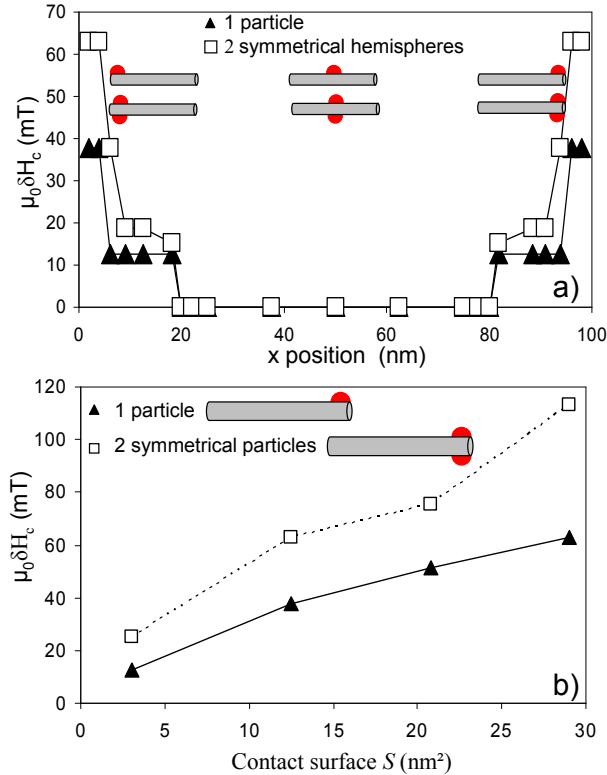 70
60
50
40
30
20
10
0
μ₀δH_c (mT)
1 particle
2 symmetrical hemispheres
0 20 40 60 80 100
x position (nm)
a)
120
100
80
60
40
20
0
μ₀δH_c (mT)
1 particle
2 symmetrical particles
0 5 10 15 20 25 30
Contact surface S (nm²)
b)